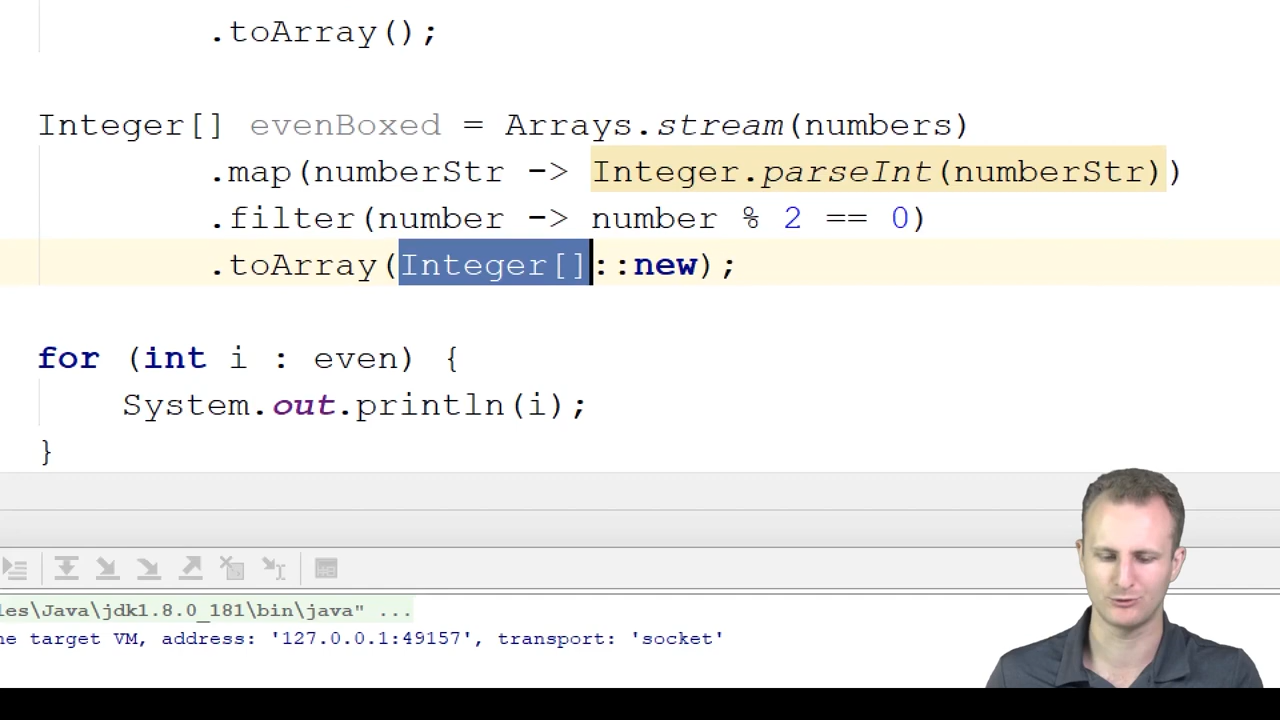 .toArray();
Integer[] evenBoxed = Arrays.stream(numbers)
.map(numberStr -> Integer.parseInt(numberStr))
.filter(number -> number % 2 == 0)
.toArray(Integer[]::new);
for (int i : even) {
System.out.println(i);
}
les\Java\jdk1.8.0_181\bin\java" ...
he target VM, address: '127.0.0.1:49157', transport: 'socket'